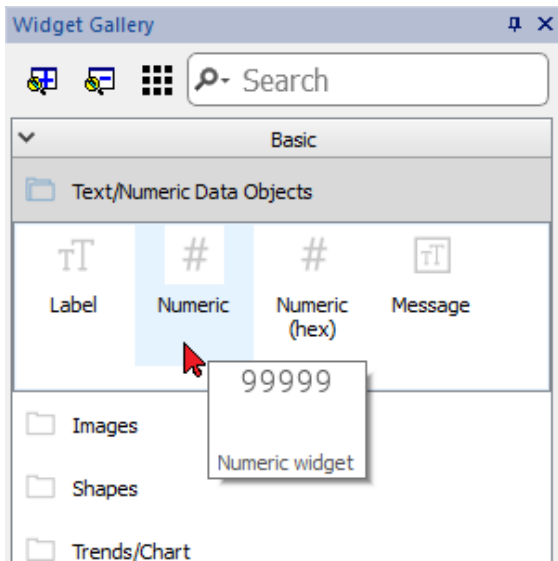 Widget Gallery
Search
Basic
Text/Numeric Data Objects
TT # # TT
Label Numeric Numeric Message
(hex)
99999
Numeric widget
Images
Shapes
Trends/Chart